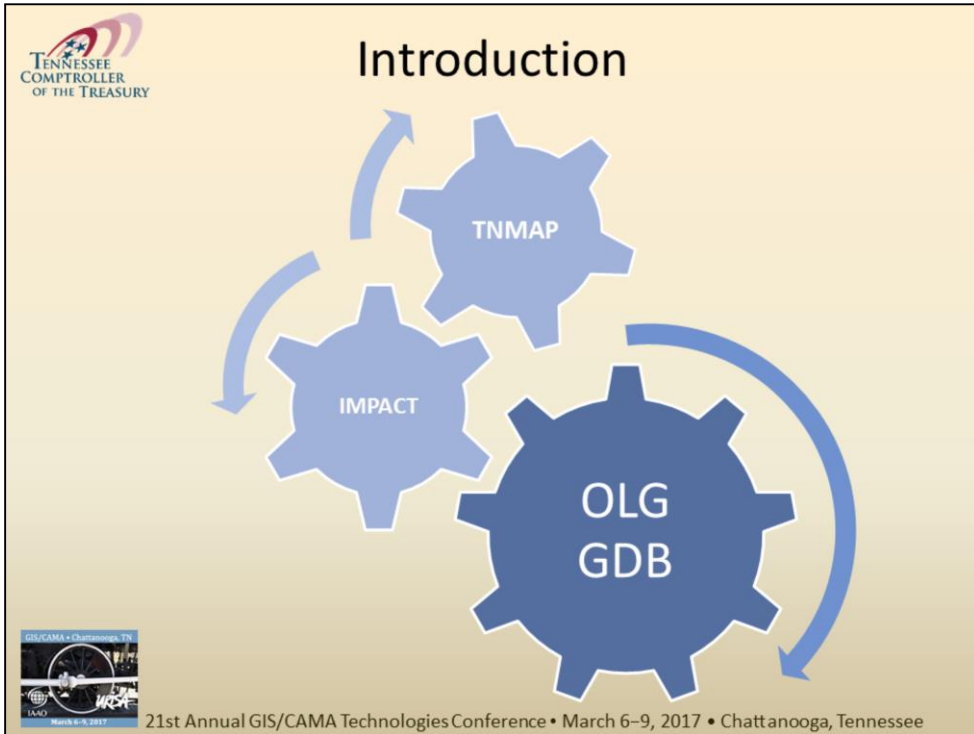 TENNESSEE
COMPTROLLER
OF THE TREASURY
Introduction
TNMAP
IMPACT
OLG
GDB
GIS/CAMA • Chattanooga, TN
IAAO
URISA
March 6–9, 2017
21st Annual GIS/CAMA Technologies Conference • March 6–9, 2017 • Chattanooga, Tennessee